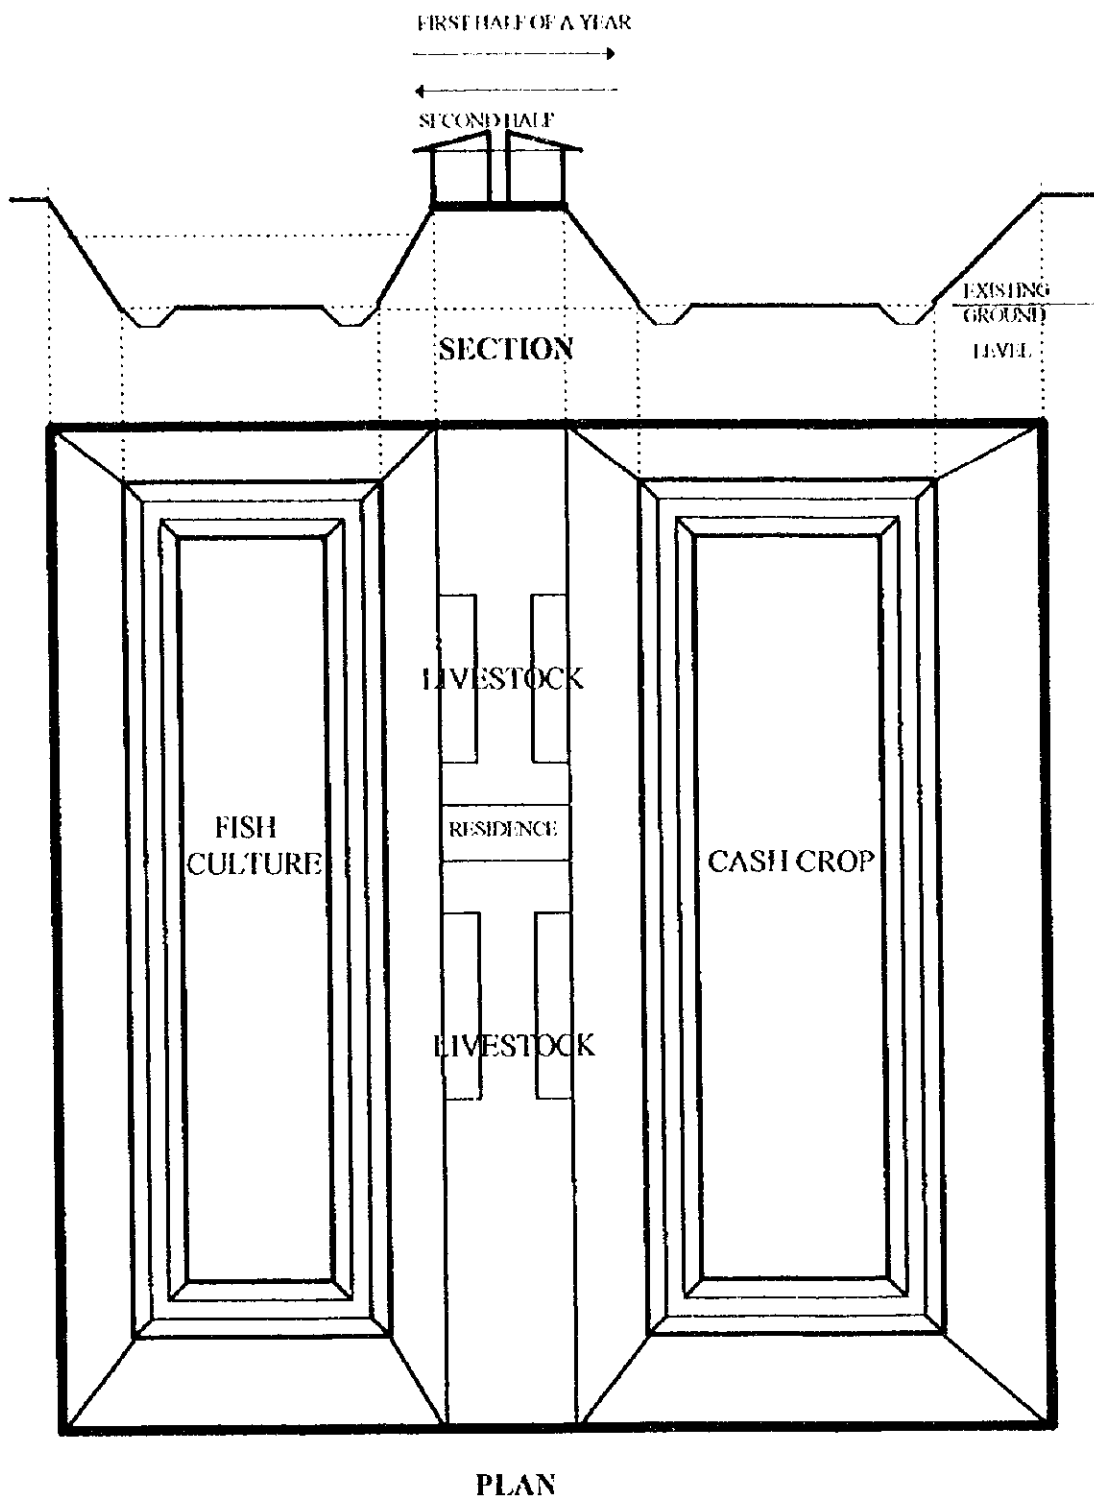 FIRST HALF OF A YEAR
SECOND HALF
EXISTING
GROUND
LEVEL
SECTION
LIVESTOCK
FISH
CULTURE
RESIDENCE
CASH CROP
LIVESTOCK
PLAN